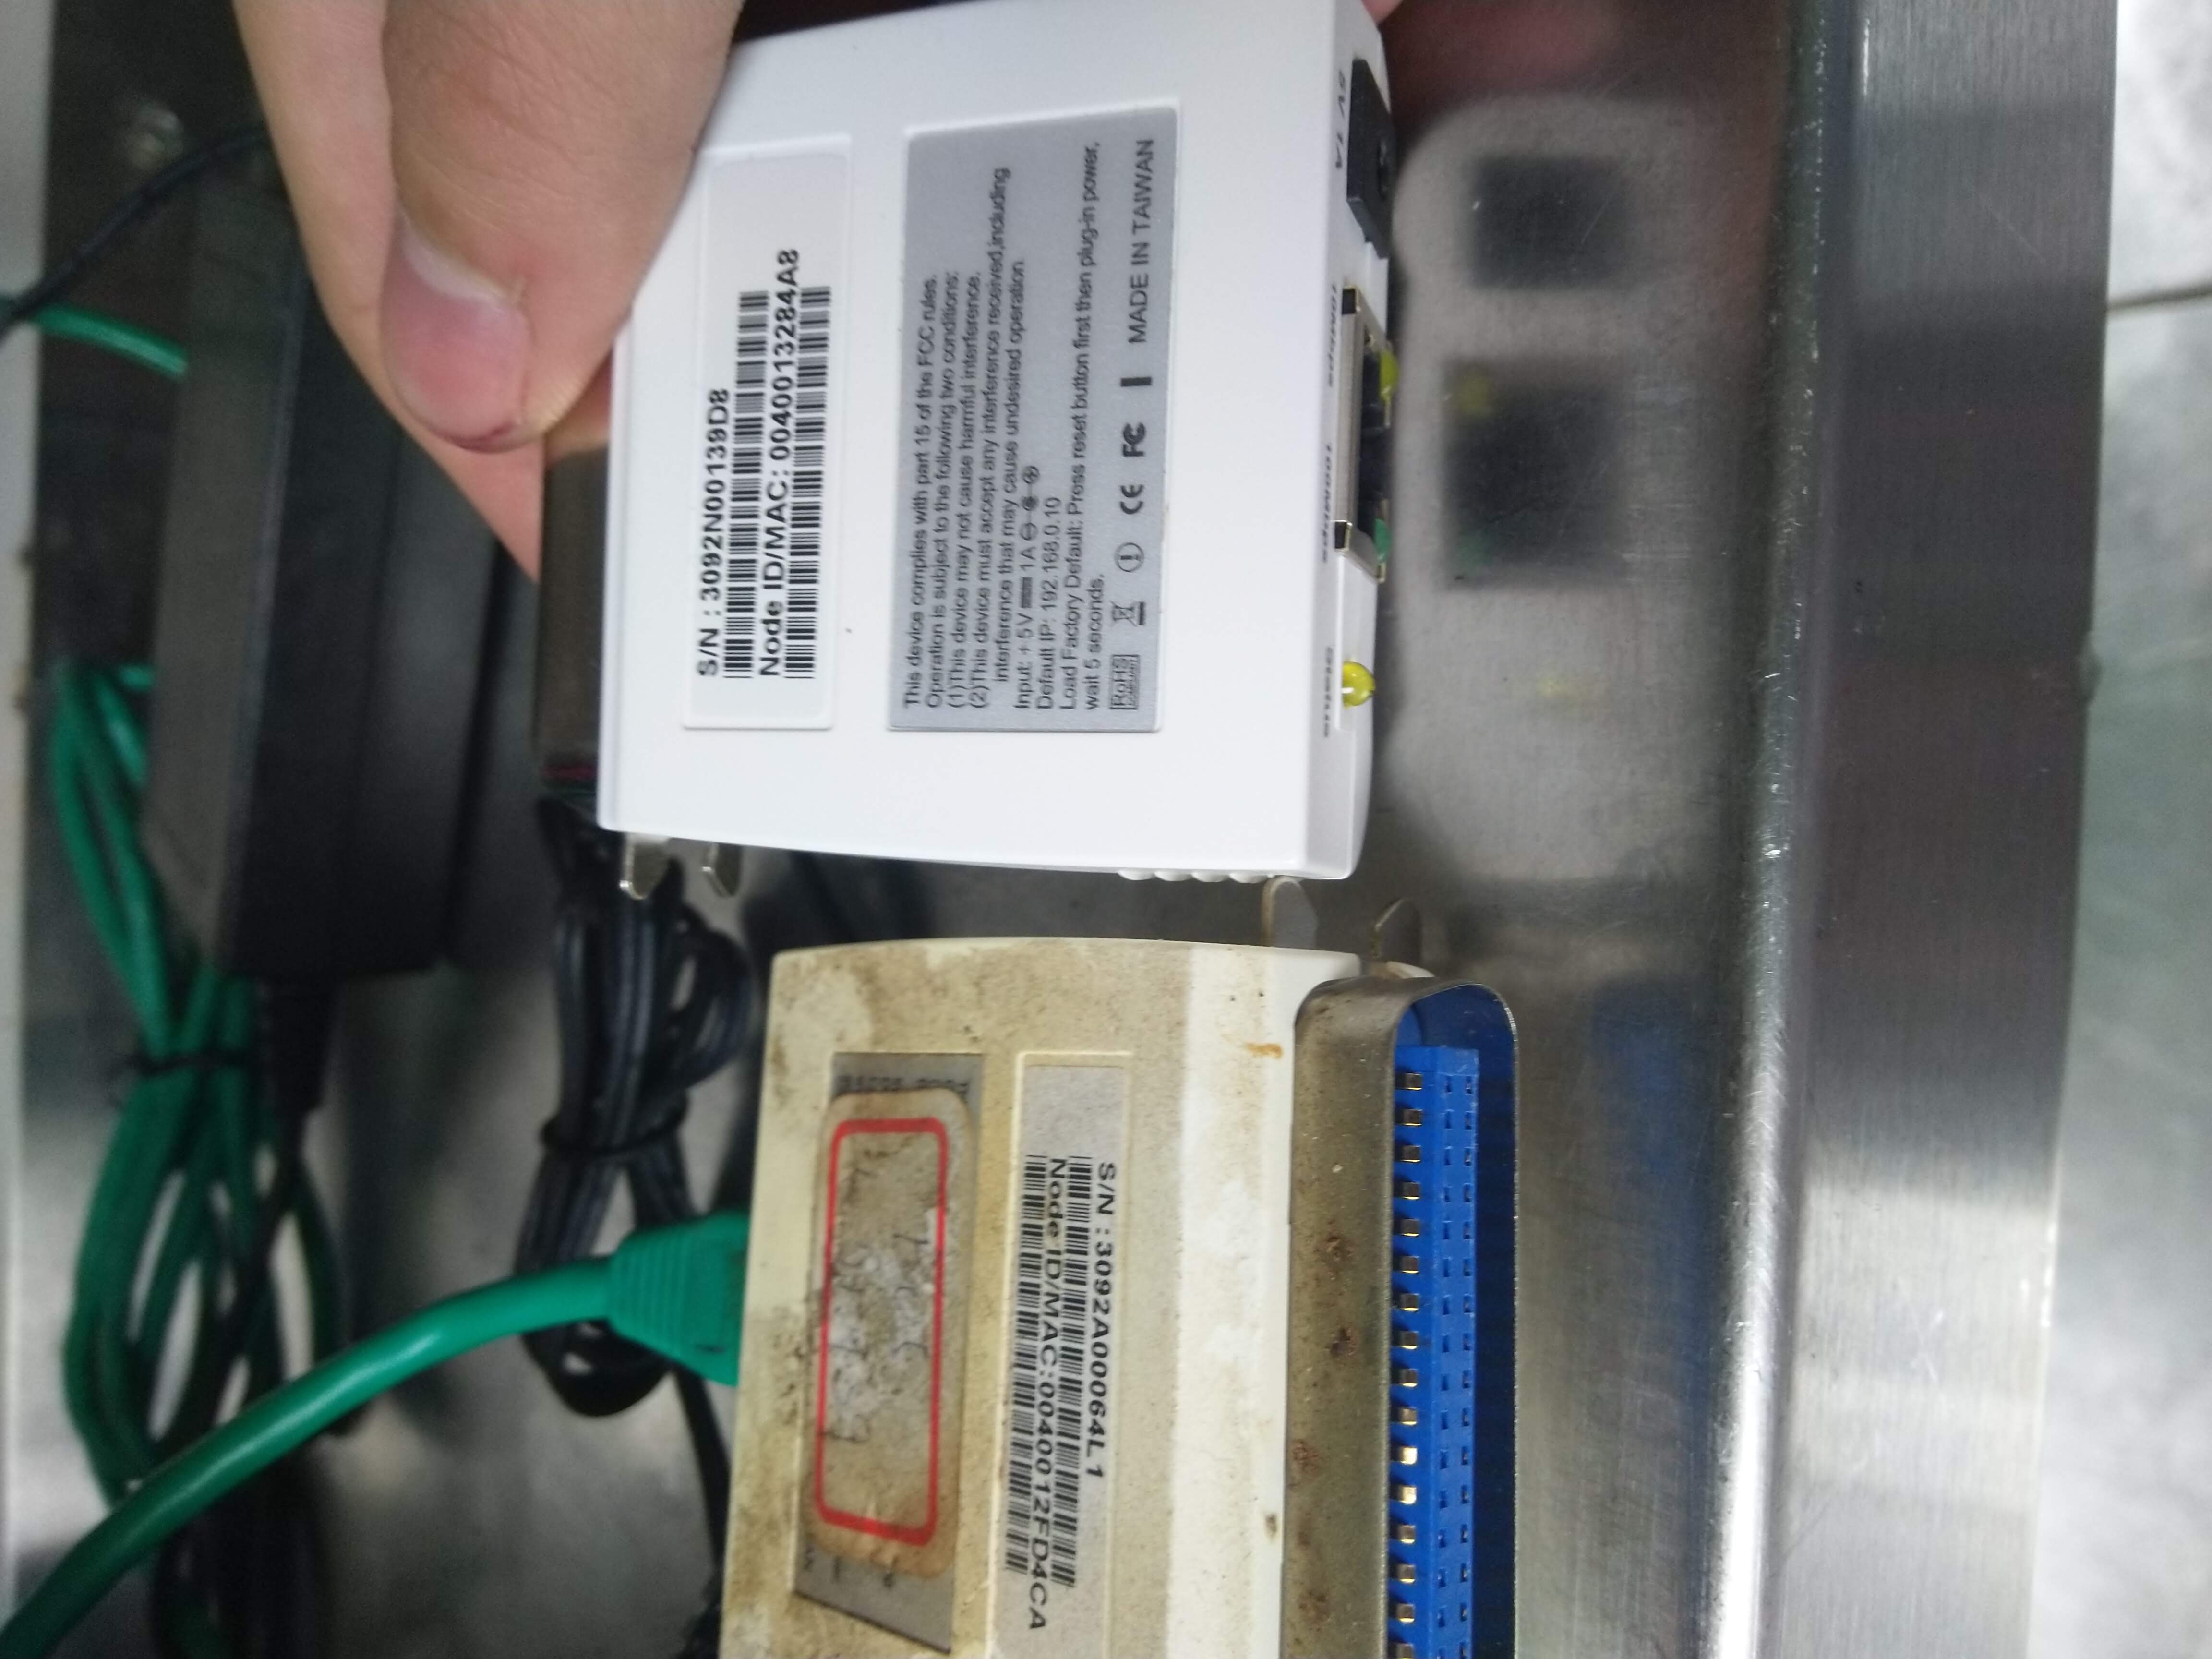 S/N : 3092N00139D8
Node ID/MAC: 0040013284A8
This device complies with part 15 of the FCC rules.
Operation is subject to the following two conditions:
(1)This device may not cause harmful interference.
(2)This device must accept any interference received,including
interference that may cause undesired operation
Input: + 5V 1A
Default IP: 192.168.0.10
Load Factory Default: Press reset button first then plug-in power,
wait 5 seconds.
RoHS COMPLIANT CE FC MADE IN TAIWAN
Status 100Mbps 10Mbps 5V 1A
S/N : 3092A00064L1
Node ID/MAC:0040012FD4CA